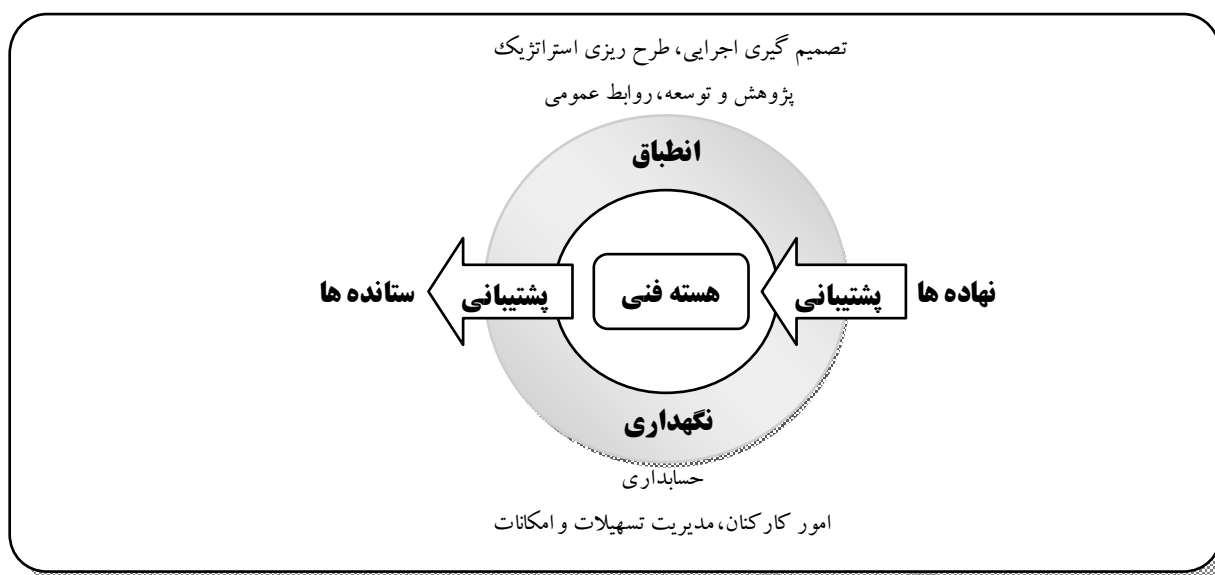 تصمیم گیری اجرایی، طرح ریزی استراتژیک
پژوهش و توسعه، روابط عمومی
انطباق
نهاده ها
پشتیبانی
هسته فنی
پشتیبانی
ستانده ها
نگهداری
حسابداری
امور کارکنان، مدیریت تسهیلات و امکانات